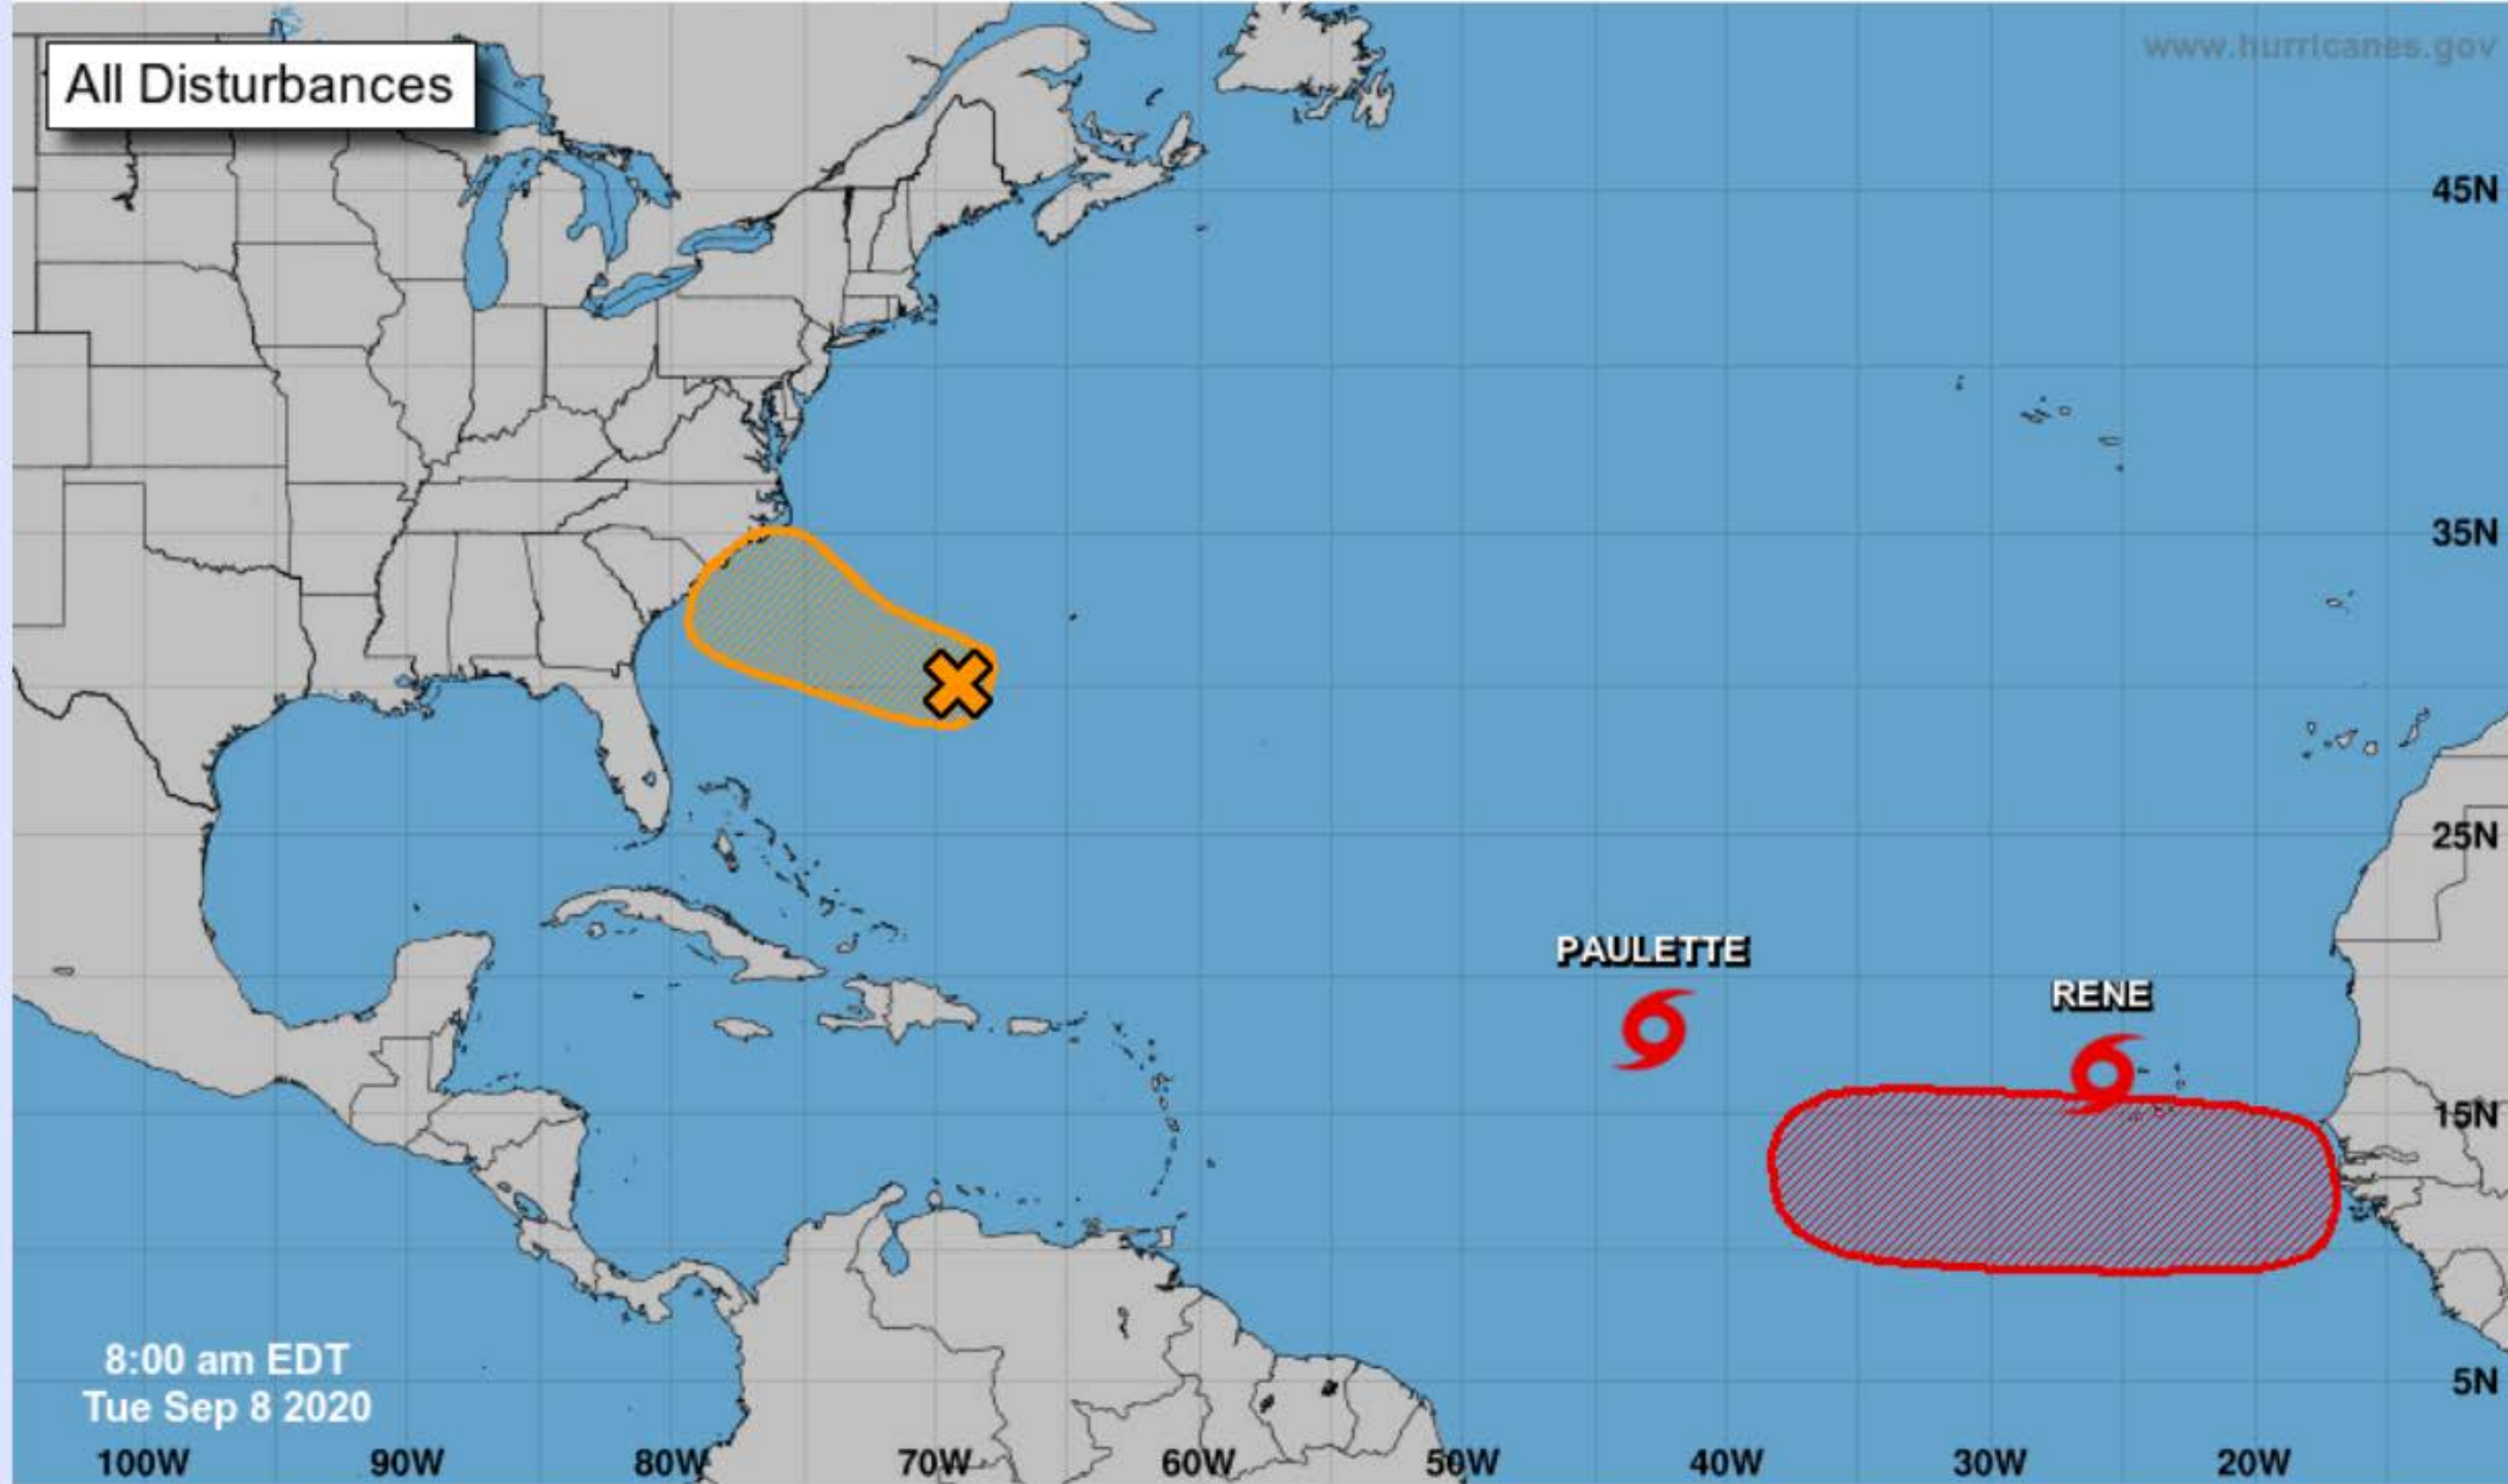 All Disturbances
www.hurricanes.gov
45N
35N
25N
PAULETTE
RENE
15N
8:00 am EDT
Tue Sep 8 2020
5N
100W 90W 80W 70W 60W 50W 40W 30W 20W